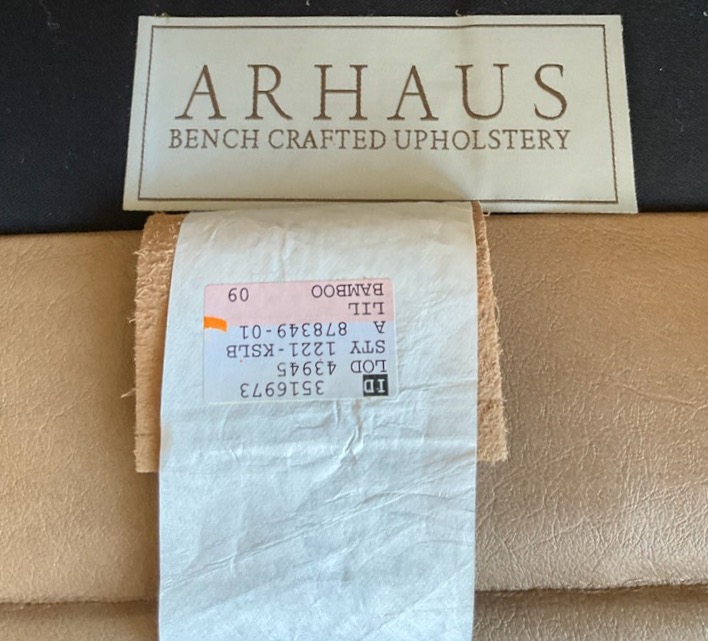 ARHAUS
BENCH CRAFTED UPHOLSTERY
ID 3516973
LOD 43945
STY 1221-KSLB
A 878349-01
LIL
BAMBOO 09